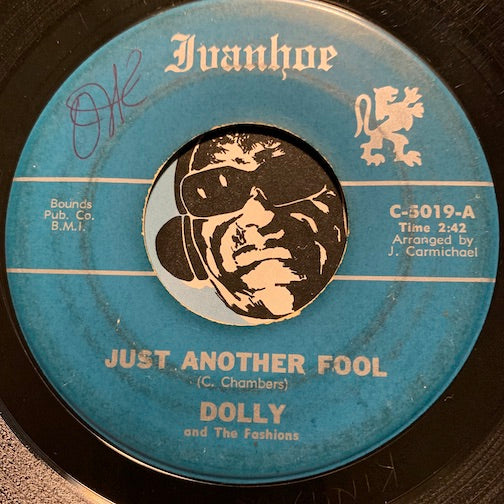 Ivanhoe
Bounds
Pub. Co.
B.M.I.
C-5019-A
Time 2:42
Arranged by
J. Carmichael
JUST ANOTHER FOOL
(C. Chambers)
DOLLY
and The Fashions